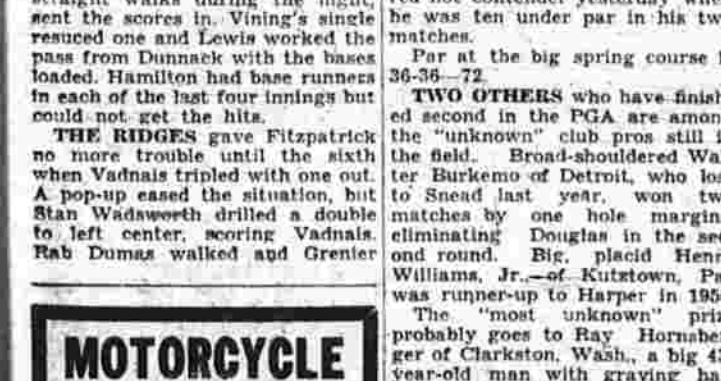 straight walks during the night,
sent the scores in. Vining's single
resuced one and Lewis worked the
pass from Dunnack with the bases
loaded. Hamilton had base runners
in each of the last four innings but
could not get the hits.
THE RIDGES gave Fitzpatrick
no more trouble until the sixth
when Vadnais tripled with one out.
A pop-up eased the situation, but
Stan Wadsworth drilled a double
to left center, scoring Vadnais.
Rab Dumas walked and Grenier
MOTORCYCLE
he was ten under par in his tw
matches.
Par at the big spring course
36-36—72.
TWO OTHERS who have finish
ed second in the PGA are amon
the "unknown" club pros still
the field. Broad-shouldered Wa
ter Burkemo of Detroit, who los
to Snead last year, won tw
matches by one hole margin
eliminating Douglas in the sec
ond round. Big, placid Henr
Williams, Jr., of Kutztown, Pa
was runner-up to Harper in 195
The "most unknown" priz
probably goes to Ray Hornsber
ger of Clarkston, Wash., a big 4
year-old man with graying ha